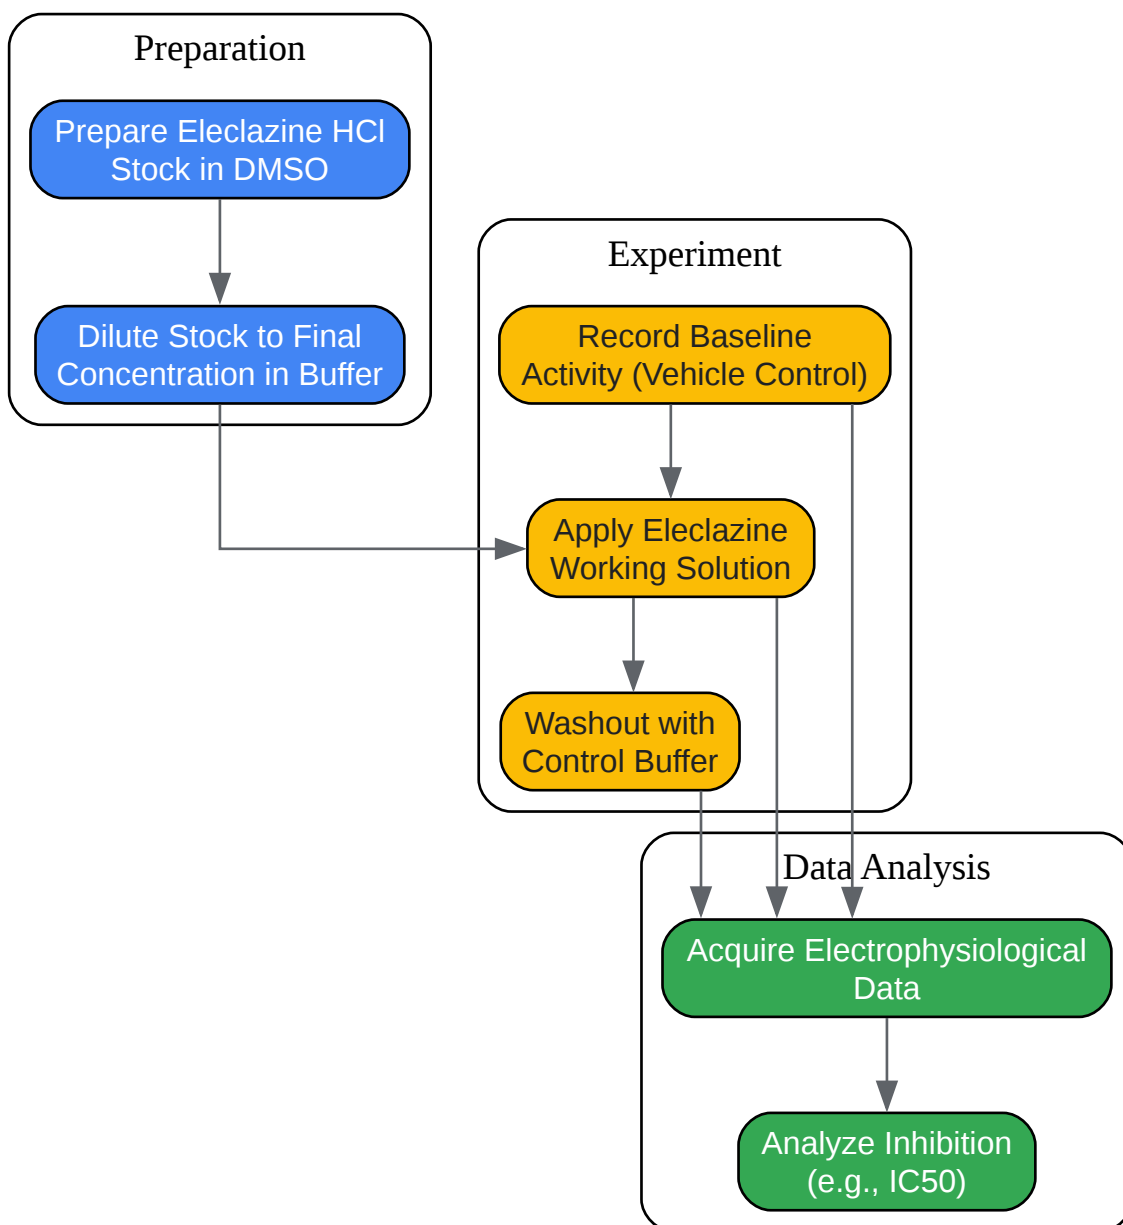 Preparation
Prepare Eleclazine HCl
Stock in DMSO
Dilute Stock to Final
Concentration in Buffer
Experiment
Record Baseline
Activity (Vehicle Control)
Apply Eleclazine
Working Solution
Washout with
Control Buffer
Data Analysis
Acquire Electrophysiological
Data
Analyze Inhibition
(e.g., IC50)